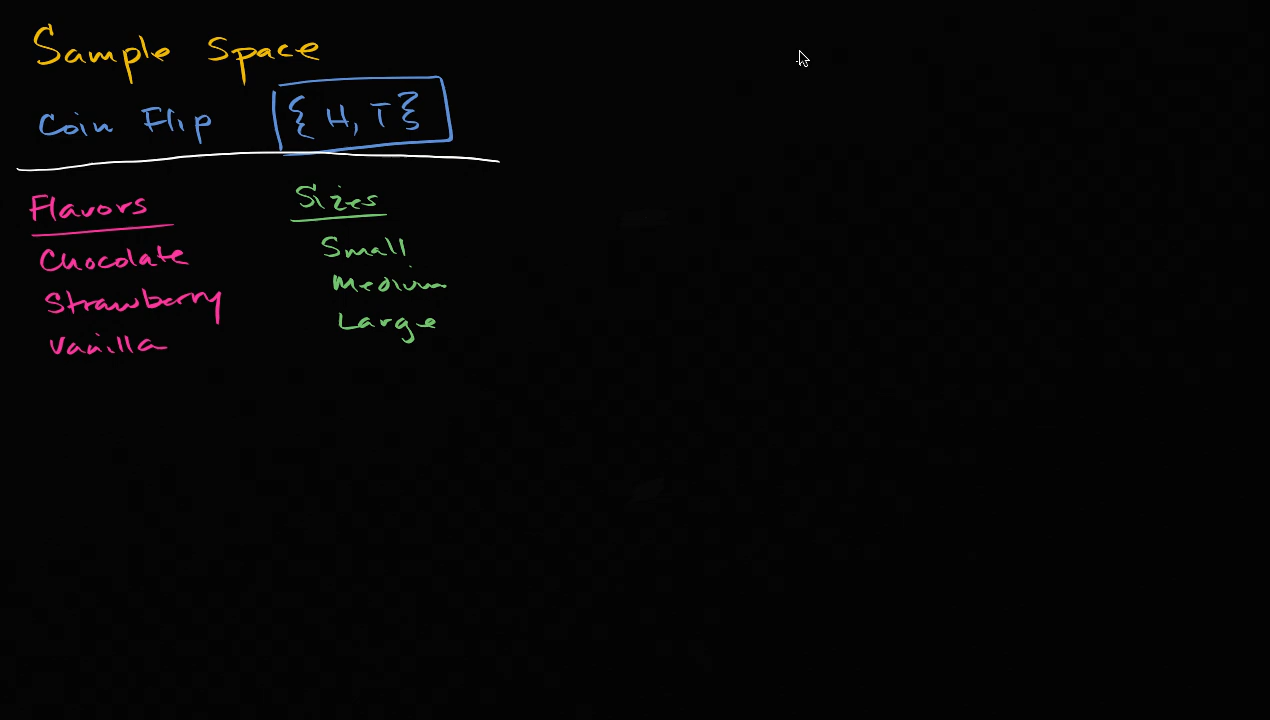 Sample Space
Coin Flip {H, T}
Flavors
Chocolate
Strawberry
Vanilla
Sizes
Small
Medium
Large